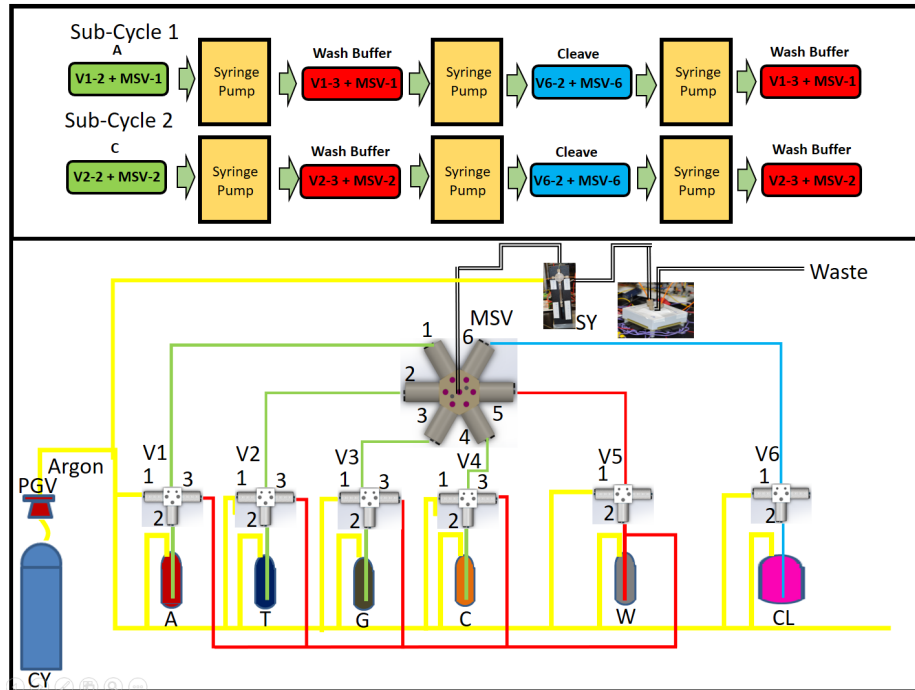 Sub-Cycle 1
A
V1-2 + MSV-1
Syringe
Pump
Wash Buffer
V1-3 + MSV-1
Syringe
Pump
Cleave
V6-2 + MSV-6
Syringe
Pump
Wash Buffer
V1-3 + MSV-1
Sub-Cycle 2
C
V2-2 + MSV-2
Syringe
Pump
Wash Buffer
V2-3 + MSV-2
Syringe
Pump
Cleave
V6-2 + MSV-6
Syringe
Pump
Wash Buffer
V2-3 + MSV-2
Waste
SY
MSV
1
6
2
5
3
4
Argon
PGV
CY
V1
1
3
2
V2
1
3
2
V3
1
3
2
V4
1
3
2
V5
1
2
V6
1
2
A
T
G
C
W
CL